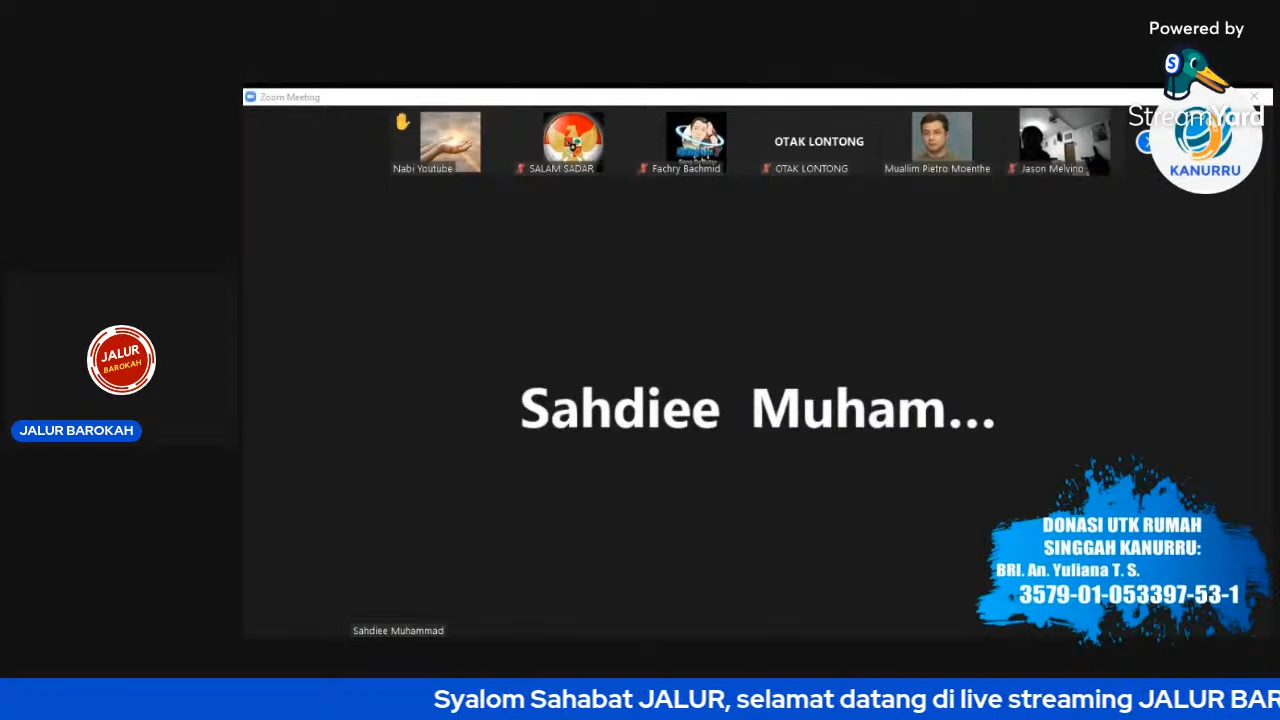 Powered by
StreamYard
KANURRU
Zoom Meeting
OTAK LONTONG
Nabi Youtube
SALAM SADAR
Fachry Bachmid
OTAK LONTONG
Muallim Pietro Moenthe
Jason Melvino
JALUR
BAROKAH
JALUR BAROKAH
Sahdiee Muham...
DONASI UTK RUMAH
SINGGAH KANURRU:
BRI. An. Yuliana T. S.
3579-01-053397-53-1
Sahdiee Muhammad
Syalom Sahabat JALUR, selamat datang di live streaming JALUR BAR